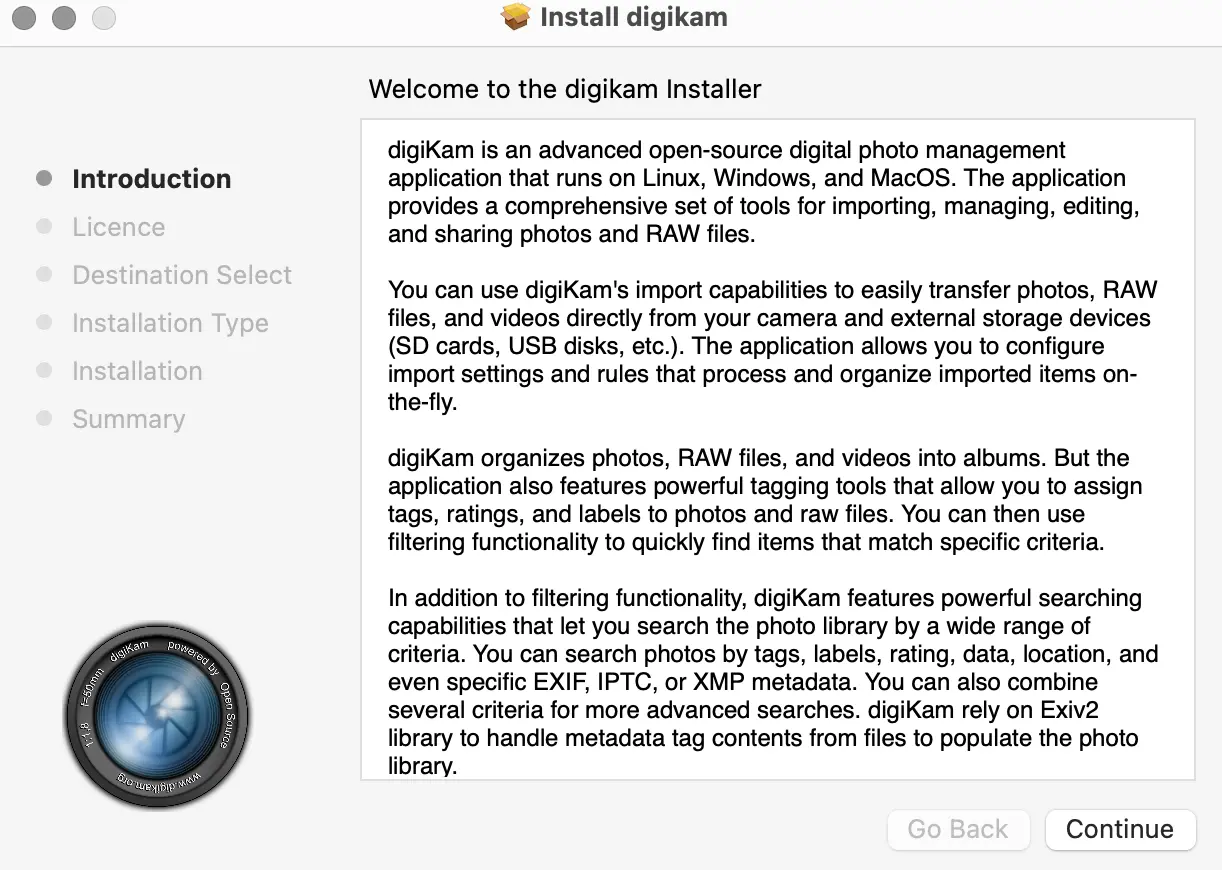 Install digikam
Welcome to the digikam Installer
Introduction
Licence
Destination Select
Installation Type
Installation
Summary
digiKam is an advanced open-source digital photo management
application that runs on Linux, Windows, and MacOS. The application
provides a comprehensive set of tools for importing, managing, editing,
and sharing photos and RAW files.
You can use digiKam's import capabilities to easily transfer photos, RAW
files, and videos directly from your camera and external storage devices
(SD cards, USB disks, etc.). The application allows you to configure
import settings and rules that process and organize imported items on-
the-fly.
digiKam organizes photos, RAW files, and videos into albums. But the
application also features powerful tagging tools that allow you to assign
tags, ratings, and labels to photos and raw files. You can then use
filtering functionality to quickly find items that match specific criteria.
In addition to filtering functionality, digiKam features powerful searching
capabilities that let you search the photo library by a wide range of
criteria. You can search photos by tags, labels, rating, data, location, and
even specific EXIF, IPTC, or XMP metadata. You can also combine
several criteria for more advanced searches. digiKam rely on Exiv2
library to handle metadata tag contents from files to populate the photo
library.
1:1,8 f=50mm digiKam powered by Open Source
www.digikam.org
Go Back
Continue